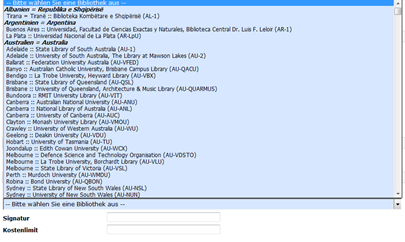 -- Bitte wählen Sie eine Bibliothek aus --
Albanien = Republika e Shqipërisë
Tirana = Tiranë :: Biblioteka Kombëtare e Shqipërisë (AL-1)
Argentinien = Argentina
Buenos Aires :: Universidad, Facultad de Ciencias Exactas y Naturales, Biblioteca Central Dr. Luis F. Leloir (AR-1)
La Plata :: Universidad Nacional de La Plata (AR-LpU)
Australien = Australia
Adelaide :: State Library of South Australia (AU-1)
Adelaide :: University of South Australia, The Library at Mawson Lakes (AU-2)
Ballarat :: Federation University Australia (AU-VFED)
Banyo :: Australian Catholic University, Brisbane Campus Library (AU-QACU)
Bendigo :: La Trobe University, Heyward Library (AU-VBX)
Brisbane :: State Library of Queensland (AU-QSL)
Brisbane :: University of Queensland, Architecture & Music Library (AU-QUARMUS)
Bundoora :: RMIT University Library (AU-VIT)
Canberra :: Australian National University (AU-ANU)
Canberra :: National Library of Australia (AU-ANL)
Canberra :: University of Canberra (AU-AUC)
Clayton :: Monash University Library (AU-VMOU)
Crawley :: University of Western Australia (AU-WU)
Geelong :: Deakin University (AU-VDU)
Hobart :: University of Tasmania (AU-TU)
Joondalup :: Edith Cowan University (AU-WCX)
Melbourne :: Defence Science and Technology Organisation (AU-VDSTO)
Melbourne :: La Trobe University, Borchardt Library (AU-VLU)
Melbourne :: State Library of Victoria (AU-VSL)
Perth :: Murdoch University (AU-WMDU)
Robina :: Bond University (AU-QBON)
Sydney :: State Library of New South Wales (AU-NSL)
Sydney :: University of New South Wales (AU-NUN)
-- Bitte wählen Sie eine Bibliothek aus --
Signatur
Kostenlimit